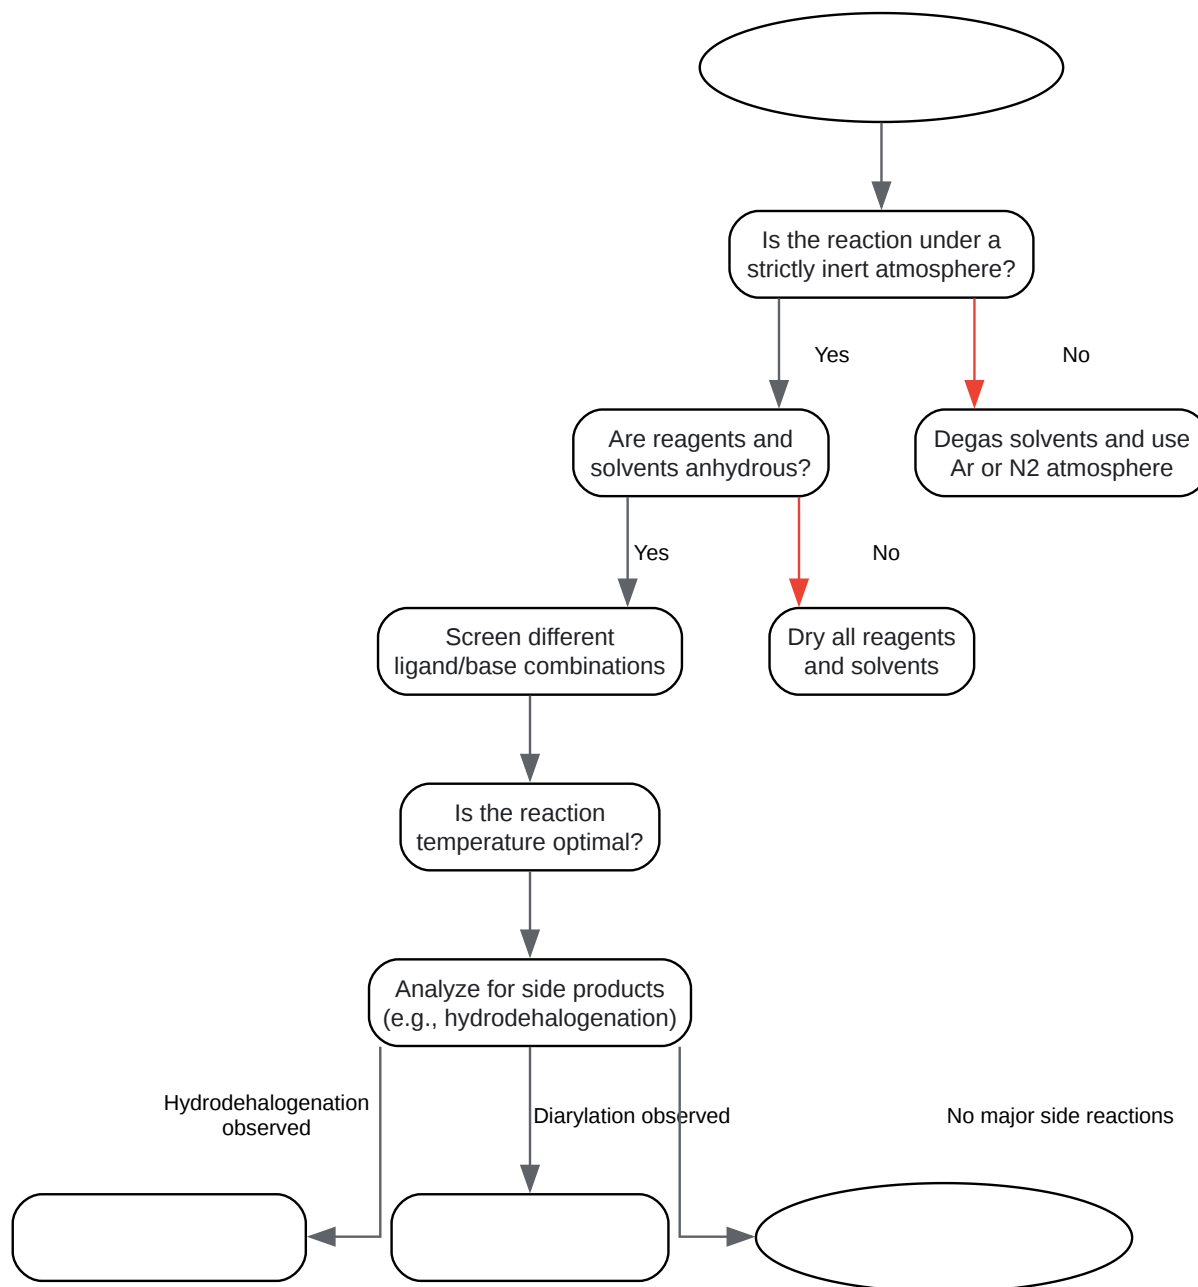 Is the reaction under a
strictly inert atmosphere?
Yes
No
Are reagents and
solvents anhydrous?
Degas solvents and use
Ar or N2 atmosphere
Yes
No
Screen different
ligand/base combinations
Dry all reagents
and solvents
Is the reaction
temperature optimal?
Analyze for side products
(e.g., hydrodehalogenation)
Hydrodehalogenation
observed
Diarylation observed
No major side reactions